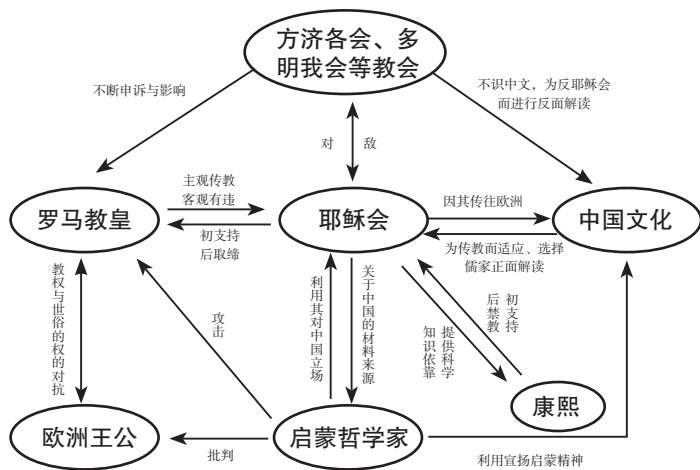 方济各会、多
明我会等教会
不断申诉与影响
不识中文，为反耶稣会
而进行反面解读
对 敌
主观传教
客观有违
初支持
后取缔
罗马教皇
耶稣会
因其传往欧洲
为传教而适应、选择
儒家正面解读
中国文化
教权与世俗的权的对抗
攻击
利用其对中国立场
关于中国的材料来源
提供科学
知识依靠
初支持
后禁教
康熙
欧洲王公
批判
启蒙哲学家
利用宣扬启蒙精神